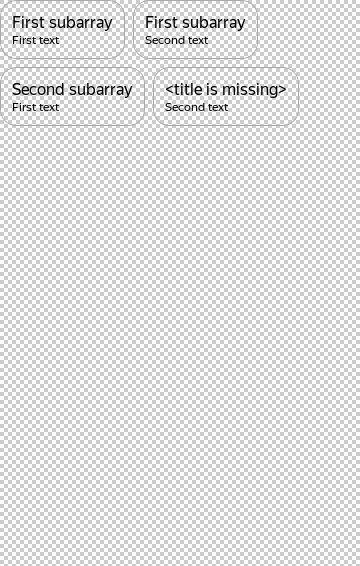 First subarray
First text
First subarray
Second text
Second subarray
First text
<title is missing>
Second text